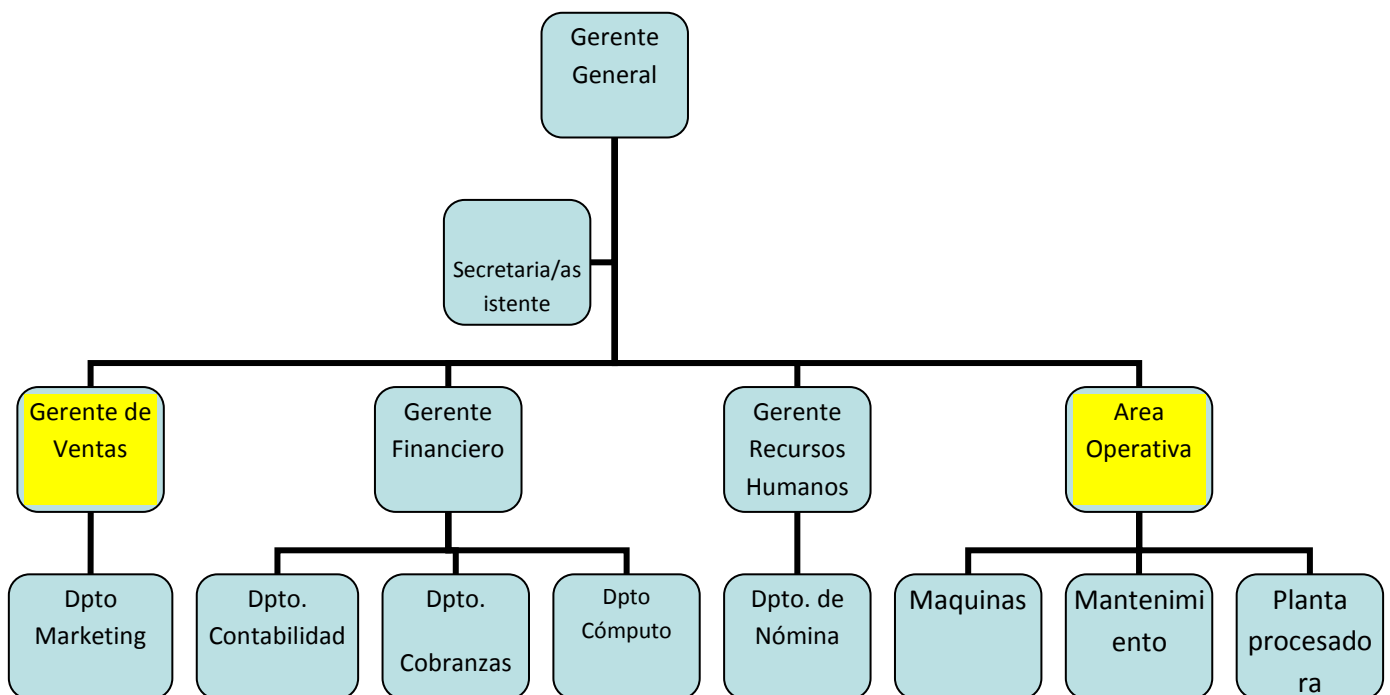 Gerente
General
Secretaria/as
istente
Gerente de
Ventas
Gerente
Financiero
Gerente
Recursos
Humanos
Area
Operativa
Dpto
Marketing
Dpto.
Contabilidad
Dpto.
Cobranzas
Dpto
Cómputo
Dpto. de
Nómina
Maquinas
Mantenimi
ento
Planta
procesado
ra